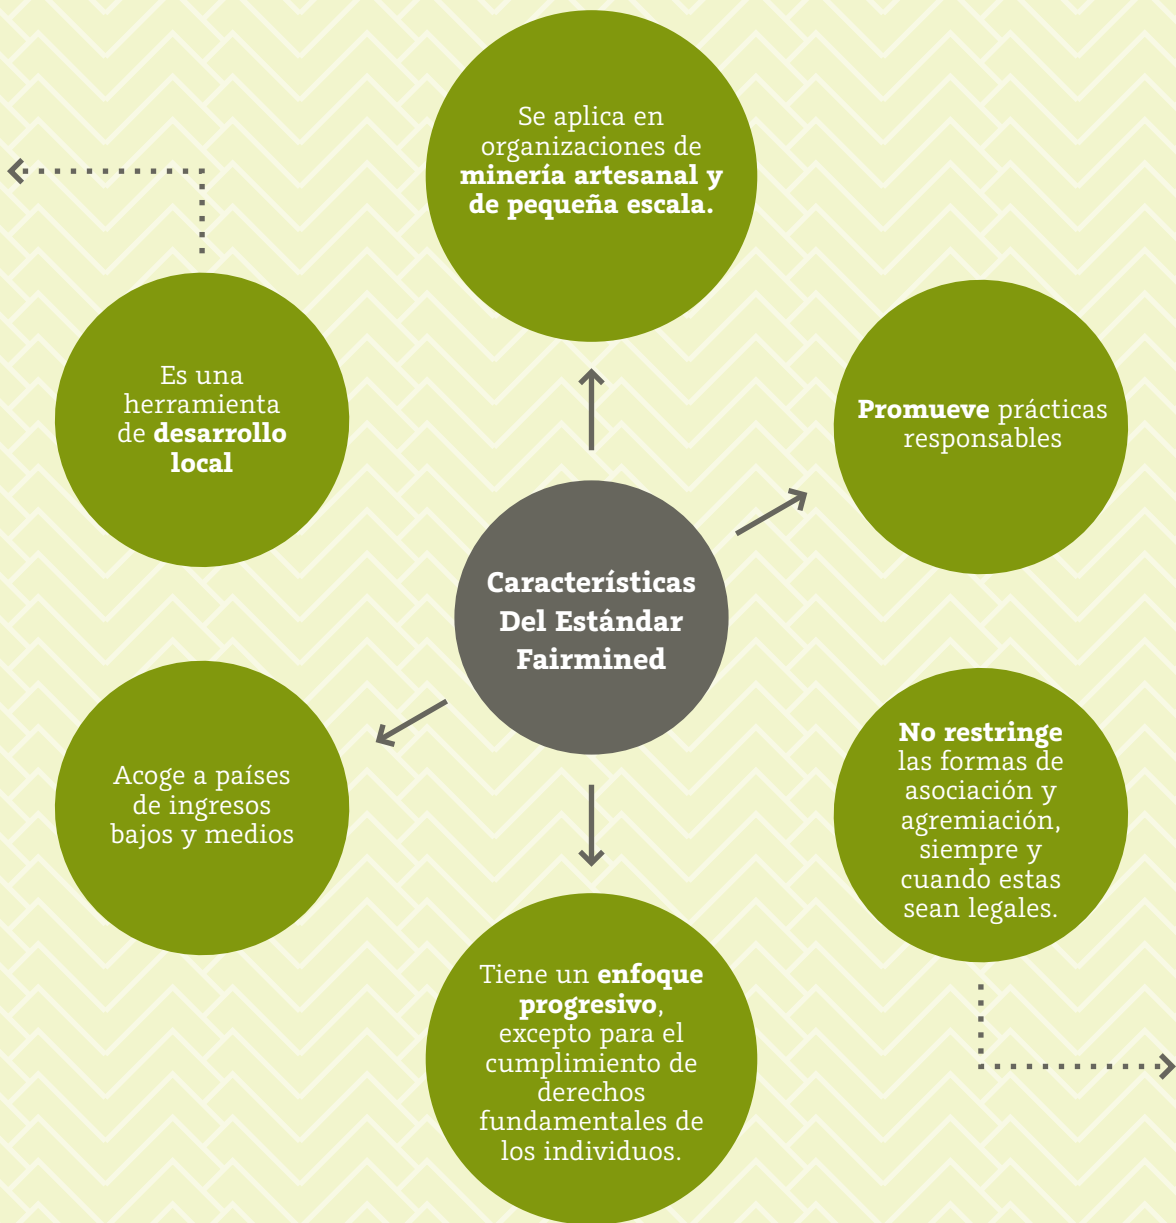 Se aplica en
organizaciones de
minería artesanal y
de pequeña escala.
Es una
herramienta
de desarrollo
local
Promueve prácticas
responsables
Características
Del Estándar
Fairmined
Acoge a países
de ingresos
bajos y medios
No restringe
las formas de
asociación y
agremiación,
siempre y
cuando estas
sean legales.
Tiene un enfoque
progresivo,
excepto para el
cumplimiento de
derechos
fundamentales de
los individuos.